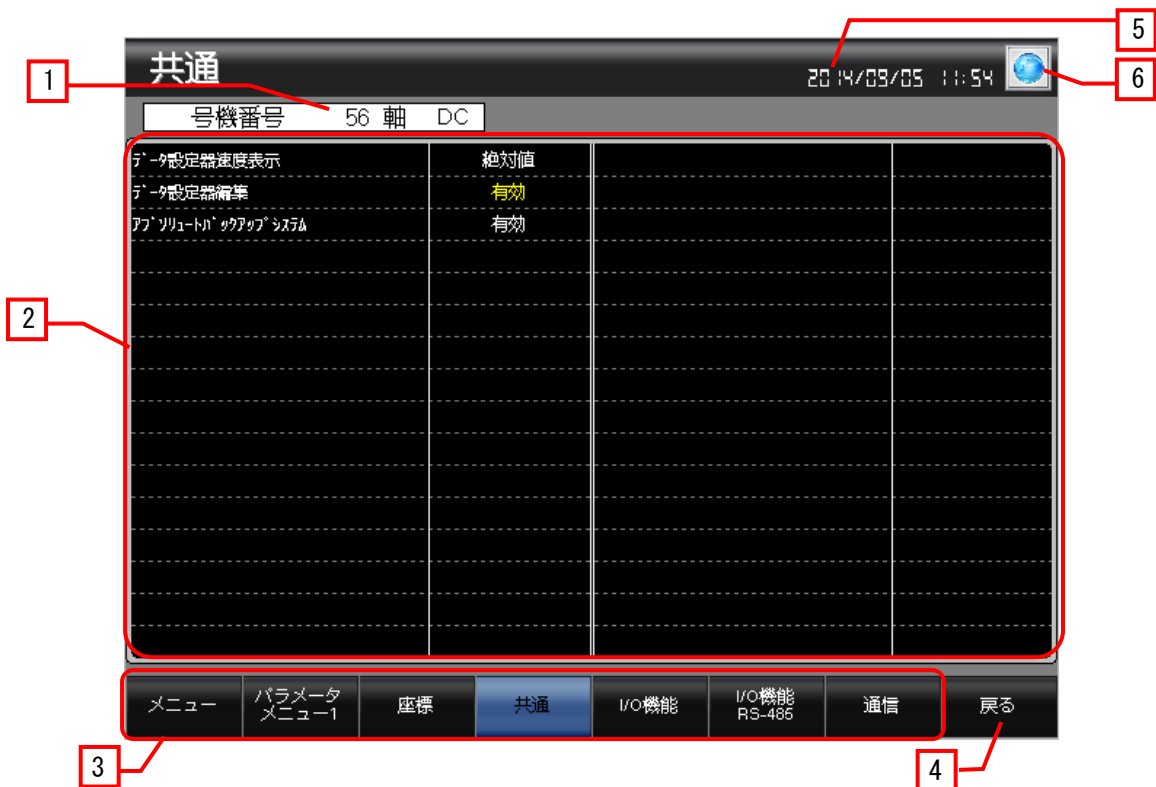 5
共通
2014/09/05 11:54
1
6
号機番号 56 軸 DC
ﾃﾞｰﾀ設定器速度表示 絶対値
ﾃﾞｰﾀ設定器編集 有効
ｱﾌﾞｿﾘｭｰﾄﾊﾞｯｸｱｯﾌﾟｼｽﾃﾑ 有効
2
メニュー
パラメータ
メニュー1
座標
共通
I/O機能
I/O機能
RS-485
通信
戻る
3
4